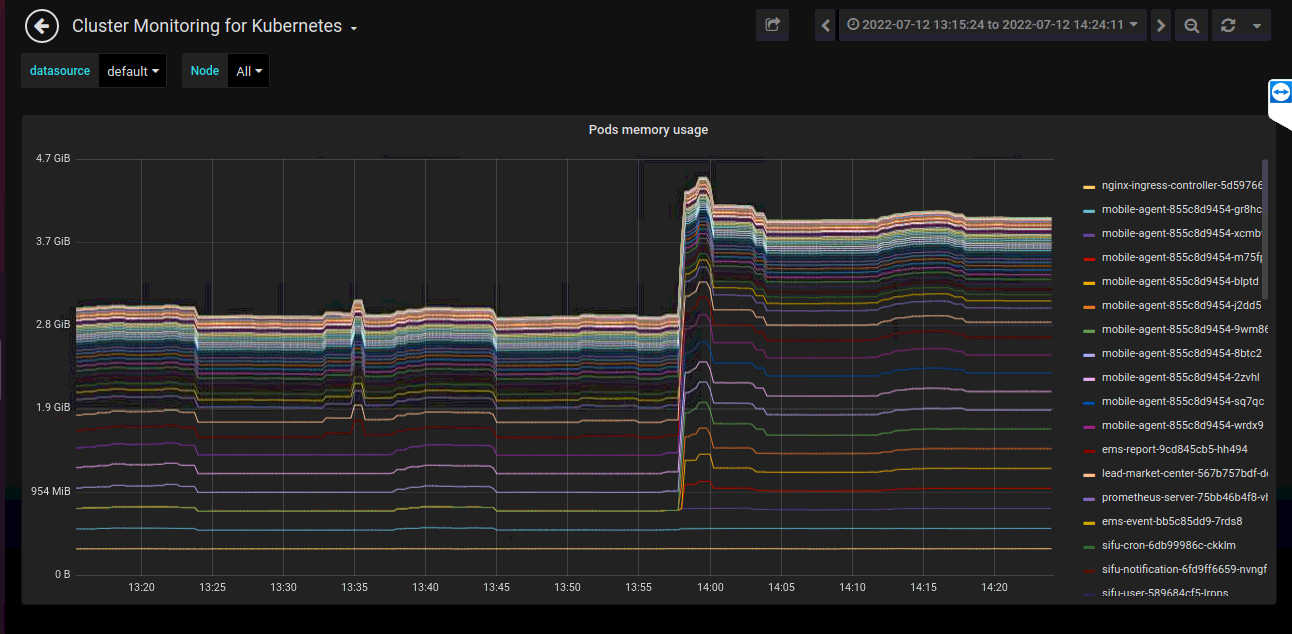 Cluster Monitoring for Kubernetes
2022-07-12 13:15:24 to 2022-07-12 14:24:11
datasource default Node All
Pods memory usage
4.7 GiB
3.7 GiB
2.8 GiB
1.9 GiB
954 MiB
0 B
13:20 13:25 13:30 13:35 13:40 13:45 13:50 13:55 14:00 14:05 14:10 14:15 14:20
nginx-ingress-controller-5d59766
mobile-agent-855c8d9454-gr8hc
mobile-agent-855c8d9454-xcmb
mobile-agent-855c8d9454-m75f
mobile-agent-855c8d9454-blptd
mobile-agent-855c8d9454-j2dd5
mobile-agent-855c8d9454-9wm86
mobile-agent-855c8d9454-8btc2
mobile-agent-855c8d9454-2zvhl
mobile-agent-855c8d9454-sq7qc
mobile-agent-855c8d9454-wrdx9
ems-report-9cd845cb5-hh494
lead-market-center-567b757bdf-d
prometheus-server-75bb46b4f8-vl
ems-event-bb5c85dd9-7rds8
sifu-cron-6db99986c-ckklm
sifu-notification-6fd9ff6659-nvngf
sifu-user-589684cf5-lrpps